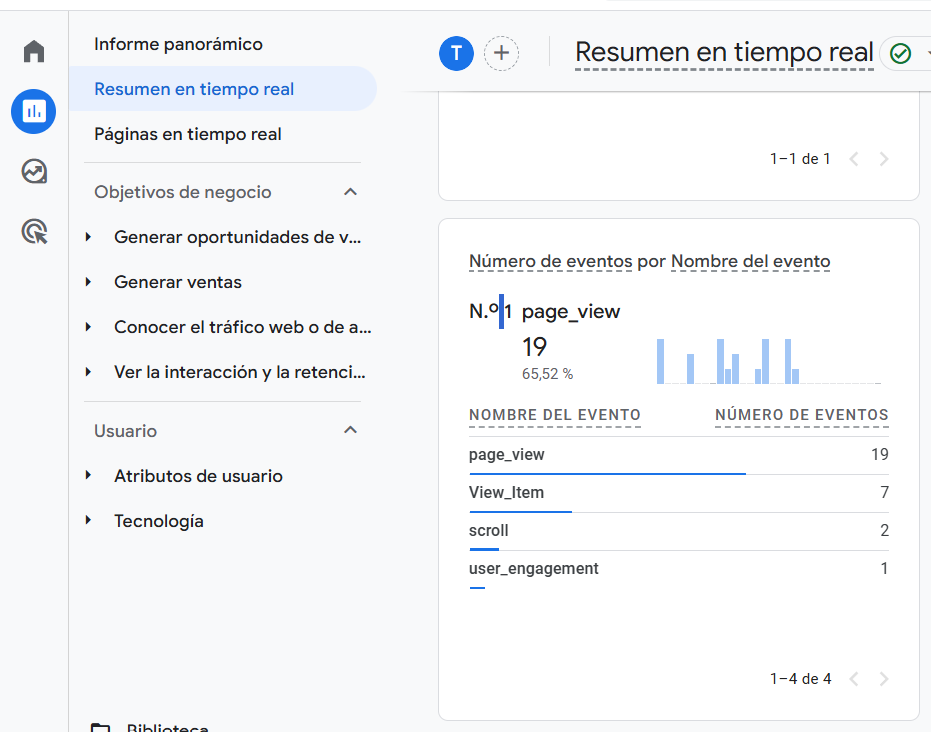 Informe panorámico
Resumen en tiempo real
Páginas en tiempo real
Objetivos de negocio
Generar oportunidades de v...
Generar ventas
Conocer el tráfico web o de a...
Ver la interacción y la retenci...
Usuario
Atributos de usuario
Tecnología
Biblioteca
T
Resumen en tiempo real
1–1 de 1
Número de eventos por Nombre del evento
N.º 1 page_view
19
65,52 %
NOMBRE DEL EVENTO NÚMERO DE EVENTOS
page_view 19
View_Item 7
scroll 2
user_engagement 1
1–4 de 4